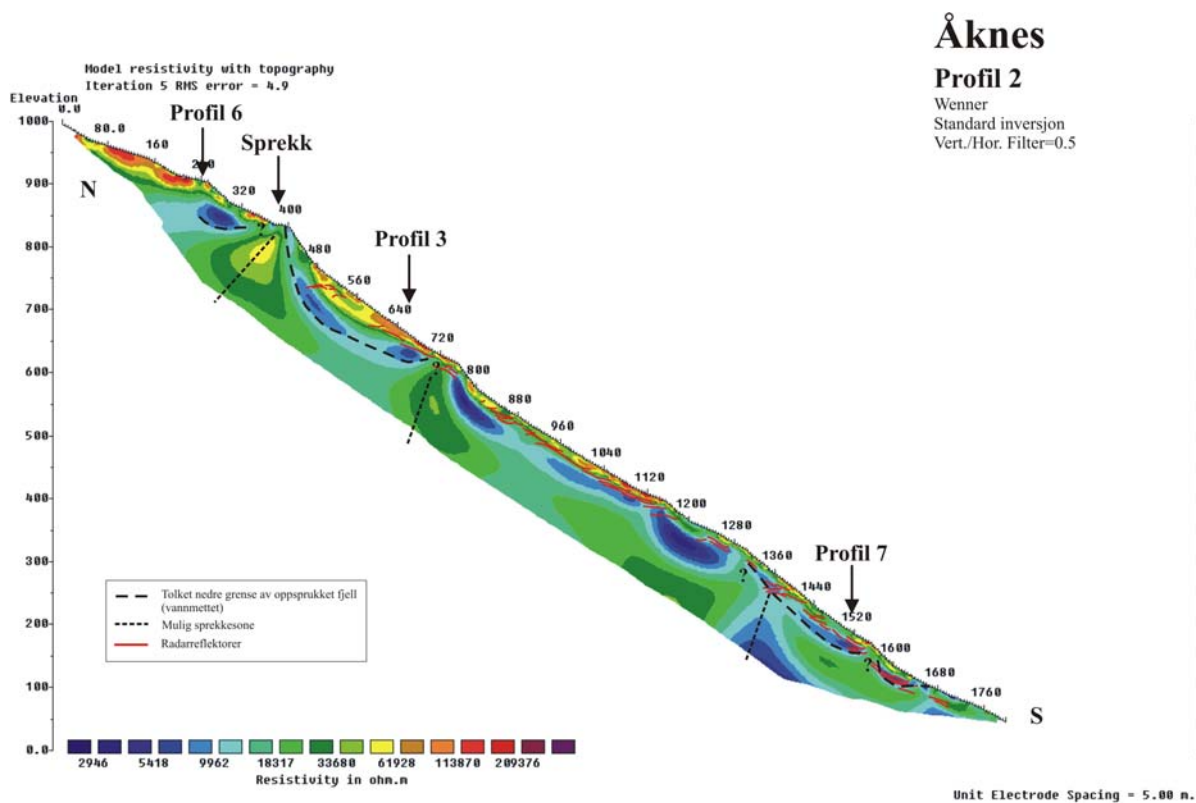 Åknes
Profil 2
Wenner
Standard inversjon
Vert./Hor. Filter=0.5
Model resistivity with topography
Iteration 5 RMS error = 4.9
Elevation
0.0
80.0
160
320
400
480
560
640
720
800
880
960
1040
1120
1200
1280
1360
1440
1520
1600
1680
1760
Profil 6
Sprekk
Profil 3
Profil 7
N
S
?
?
?
?
1000
900
800
700
600
500
400
300
200
100
0.0
Tolket nedre grense av oppsprukket fjell
(vannmettet)
Mulig sprekkesone
Radarreflektorer
2946 5418 9962 18317 33680 61928 113870 209376
Resistivity in ohm.m
Unit Electrode Spacing = 5.00 m.